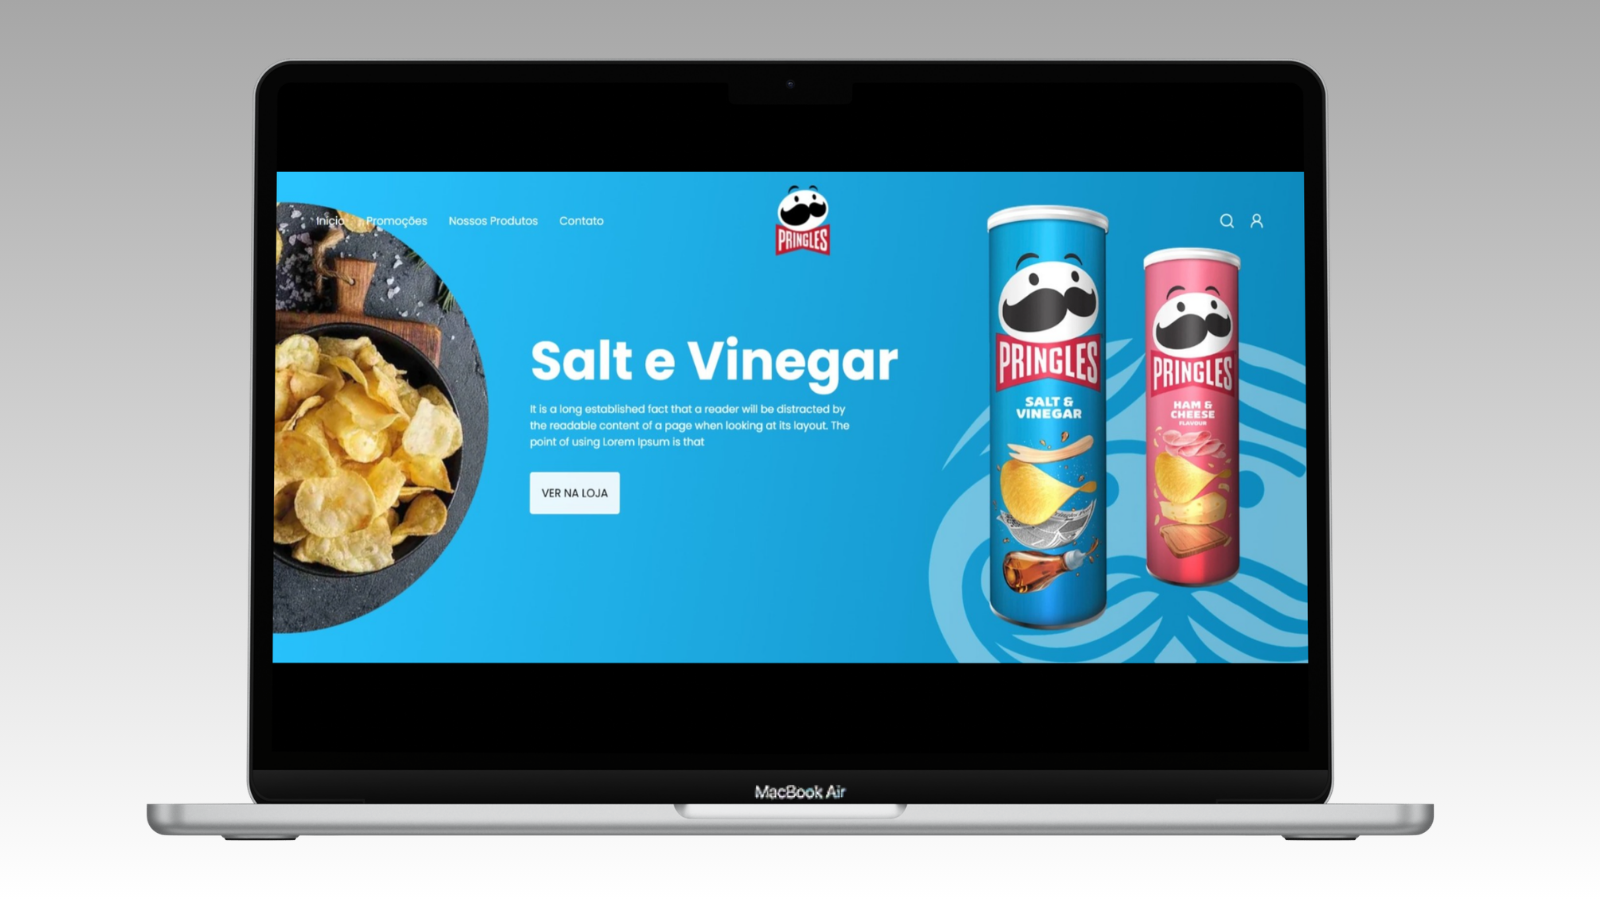 Início
Promoções
Nossos Produtos
Contato
PRINGLES
Salt e Vinegar
It is a long established fact that a reader will be distracted by
the readable content of a page when looking at its layout. The
point of using Lorem Ipsum is that
VER NA LOJA
PRINGLES
SALT &
VINEGAR
PRINGLES
HAM &
CHEESE
FLAVOUR
MacBook Air